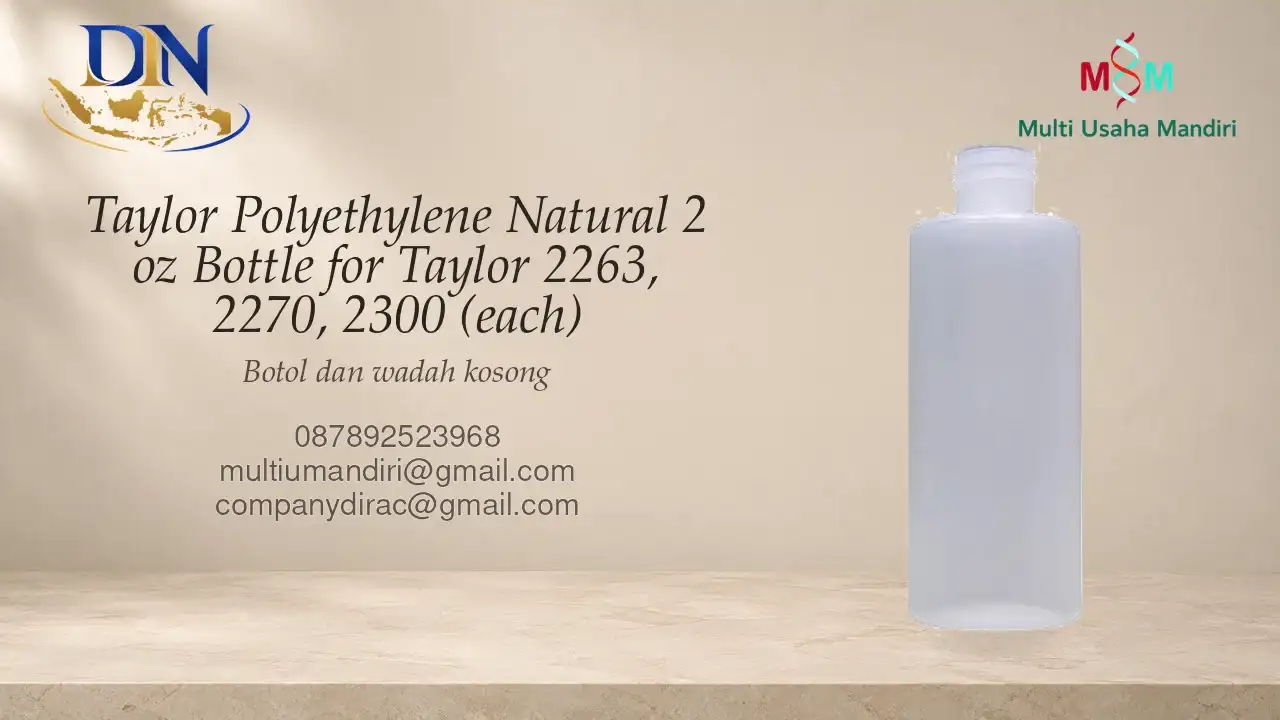 DIN
MSM
Multi Usaha Mandiri
Taylor Polyethylene Natural 2
oz Bottle for Taylor 2263,
2270, 2300 (each)
Botol dan wadah kosong
087892523968
multiumandiri@gmail.com
companydirac@gmail.com